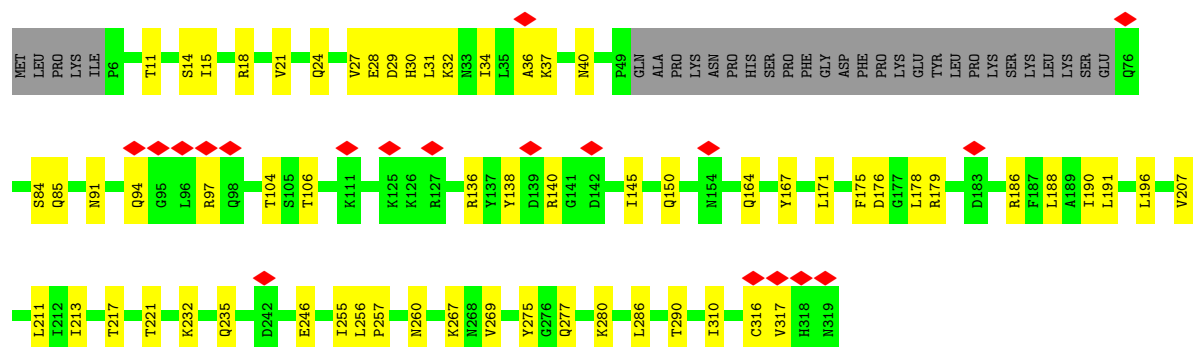 MET LEU PRO LYS ILE P6 T11 S14 I15 R18 V21 Q24 V27 E28 D29 H30 L31 K32 N33 I34 L35 A36 K37 N40 P49 GLN ALA PRO LYS ASN PRO HIS SER PRO PHE GLY ASP PHE PRO LYS GLU TYR LEU PRO LYS SER LYS LEU LYS SER GLU Q76
S84 Q85 N91 Q94 G95 L96 R97 Q98 T104 S105 T106 K111 K125 K126 R127 R136 Y137 Y138 D139 R140 G141 D142 I145 Q150 N154 Q164 Y167 L171 F175 D176 G177 L178 R179 D183 R186 F187 L188 A189 I190 L191 L196 V207
L211 I212 I213 T217 T221 K232 Q235 D242 E246 I255 L256 P257 N260 K267 N268 V269 Y275 G276 Q277 K280 L286 T290 I310 C316 V317 H318 N319